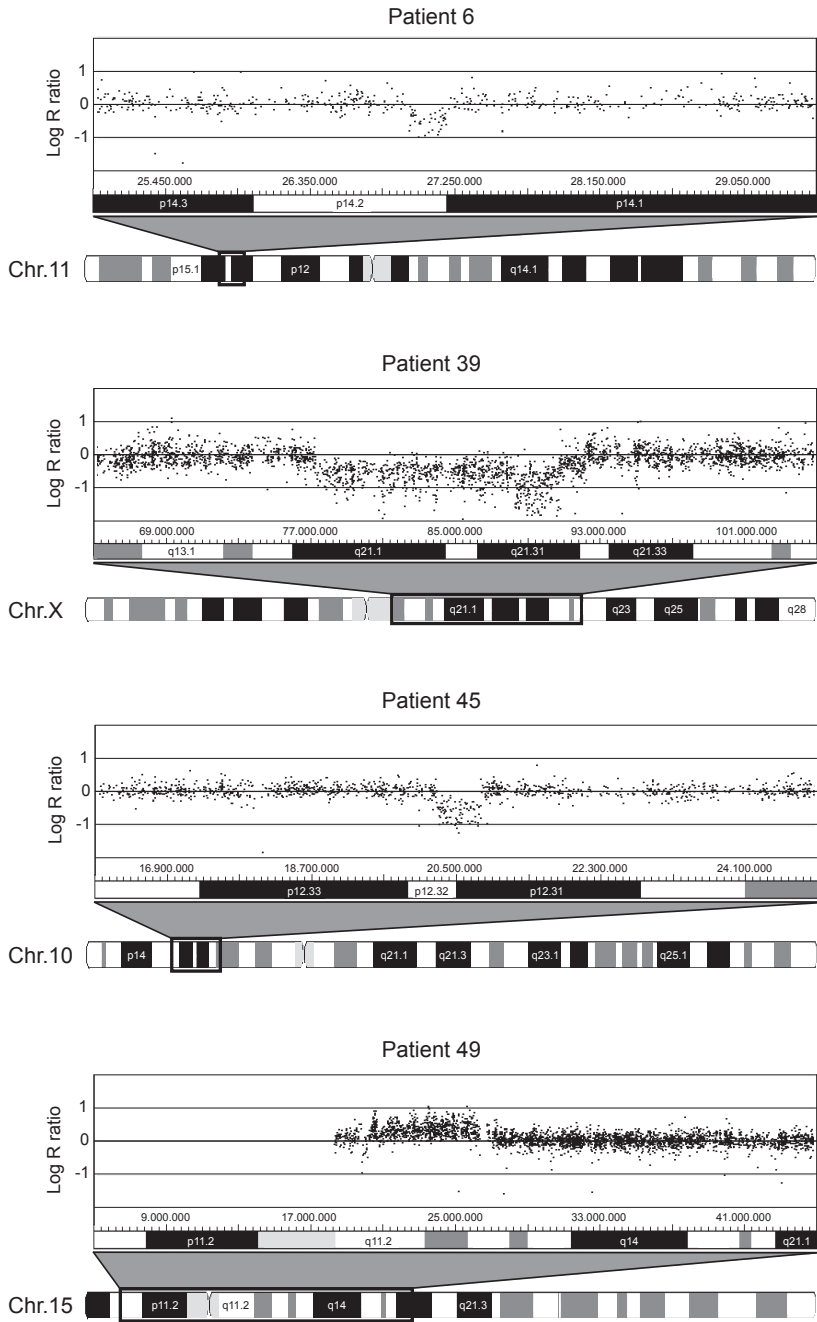 Patient 6
Log R ratio
1
0
-1
25.450.000 26.350.000 27.250.000 28.150.000 29.050.000
p14.3 p14.2 p14.1
Chr.11 p15.1 p12 q14.1
Patient 39
Log R ratio
1
0
-1
69.000.000 77.000.000 85.000.000 93.000.000 101.000.000
q13.1 q21.1 q21.31 q21.33
Chr.X q21.1 q23 q25 q28
Patient 45
Log R ratio
1
0
-1
16.900.000 18.700.000 20.500.000 22.300.000 24.100.000
p12.33 p12.32 p12.31
Chr.10 p14 q21.1 q21.3 q23.1 q25.1
Patient 49
Log R ratio
1
0
-1
9.000.000 17.000.000 25.000.000 33.000.000 41.000.000
p11.2 q11.2 q14 q21.1
Chr.15 p11.2 q11.2 q14 q21.3